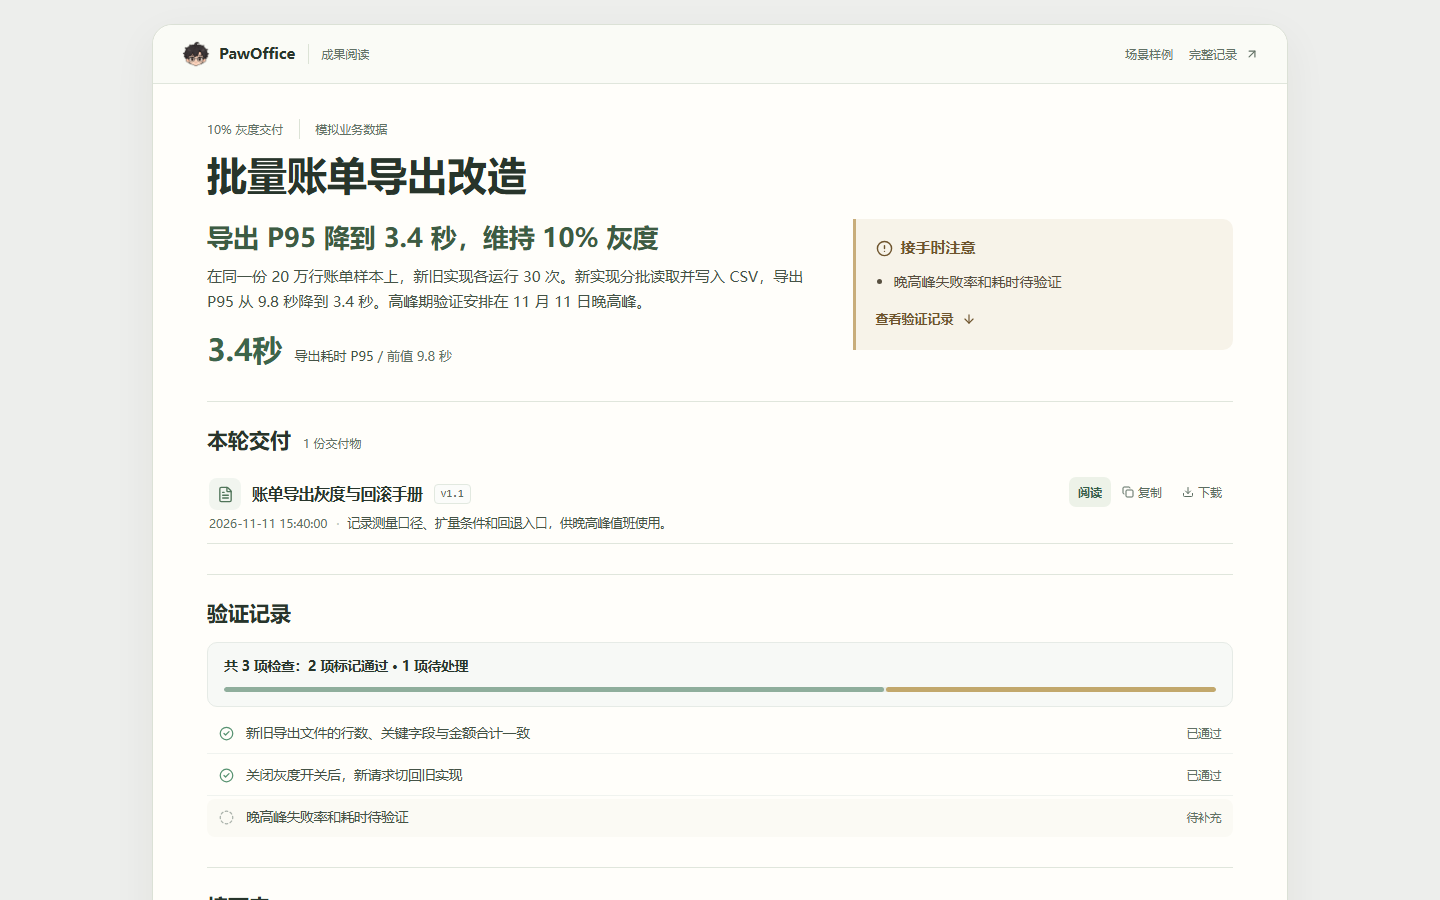 PawOffice 成果阅读 场景样例 完整记录
10% 灰度交付 模拟业务数据
批量账单导出改造
导出 P95 降到 3.4 秒，维持 10% 灰度
在同一份 20 万行账单样本上，新旧实现各运行 30 次。新实现分批读取并写入 CSV，导出
P95 从 9.8 秒降到 3.4 秒。高峰期验证安排在 11 月 11 日晚高峰。
3.4秒 导出耗时 P95 / 前值 9.8 秒
接手时注意
晚高峰失败率和耗时待验证
查看验证记录
本轮交付 1 份交付物
账单导出灰度与回滚手册 v1.1 阅读 复制 下载
2026-11-11 15:40:00 · 记录测量口径、扩量条件和回退入口，供晚高峰值班使用。
验证记录
共 3 项检查：2 项标记通过 • 1 项待处理
新旧导出文件的行数、关键字段与金额合计一致 已通过
关闭灰度开关后，新请求切回旧实现 已通过
晚高峰失败率和耗时待验证 待补充